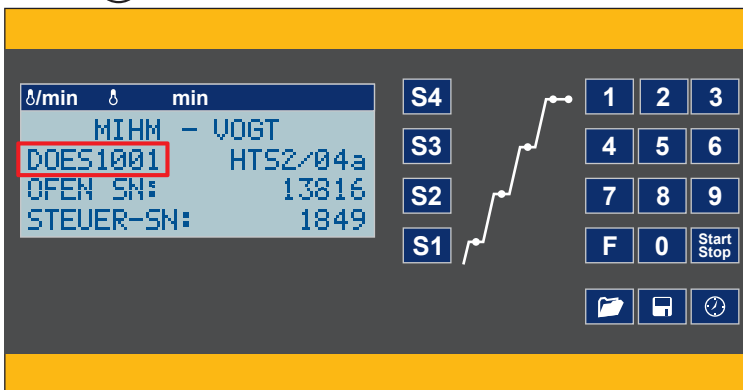 🌡/min 🌡 min
MIHM - VOGT
DOES1001 HTS2/04a
OFEN SN: 13816
STEUER-SN: 1849
S4
S3
S2
S1
1 2 3
4 5 6
7 8 9
F 0 Start
Stop